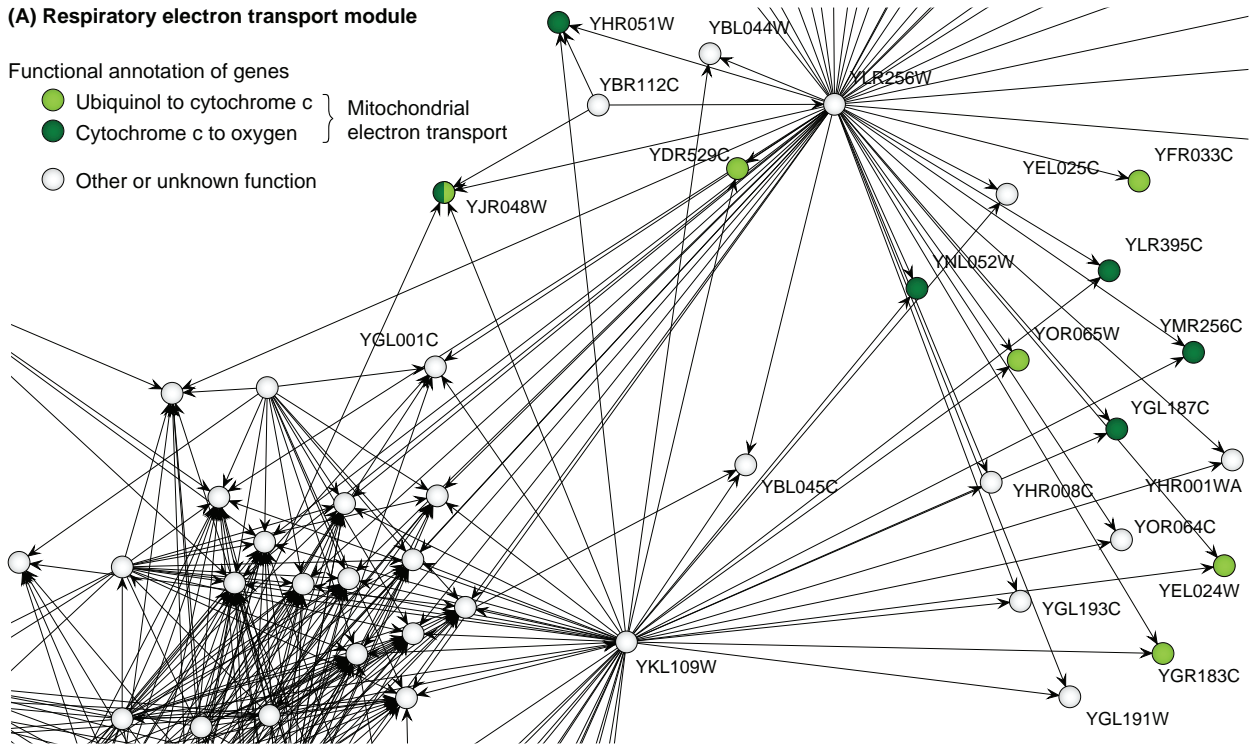 (A) Respiratory electron transport module
Functional annotation of genes
Ubiquinol to cytochrome c
Cytochrome c to oxygen
Mitochondrial
electron transport
Other or unknown function
YHR051W
YBL044W
YLR256W
YBR112C
YDR529C
YEL025C
YFR033C
YJR048W
YLR395C
YNL052W
YMR256C
YOR065W
YGL001C
YGL187C
YBL045C
YHR008C
YHR001WA
YOR064C
YEL024W
YGL193C
YKL109W
YGR183C
YGL191W